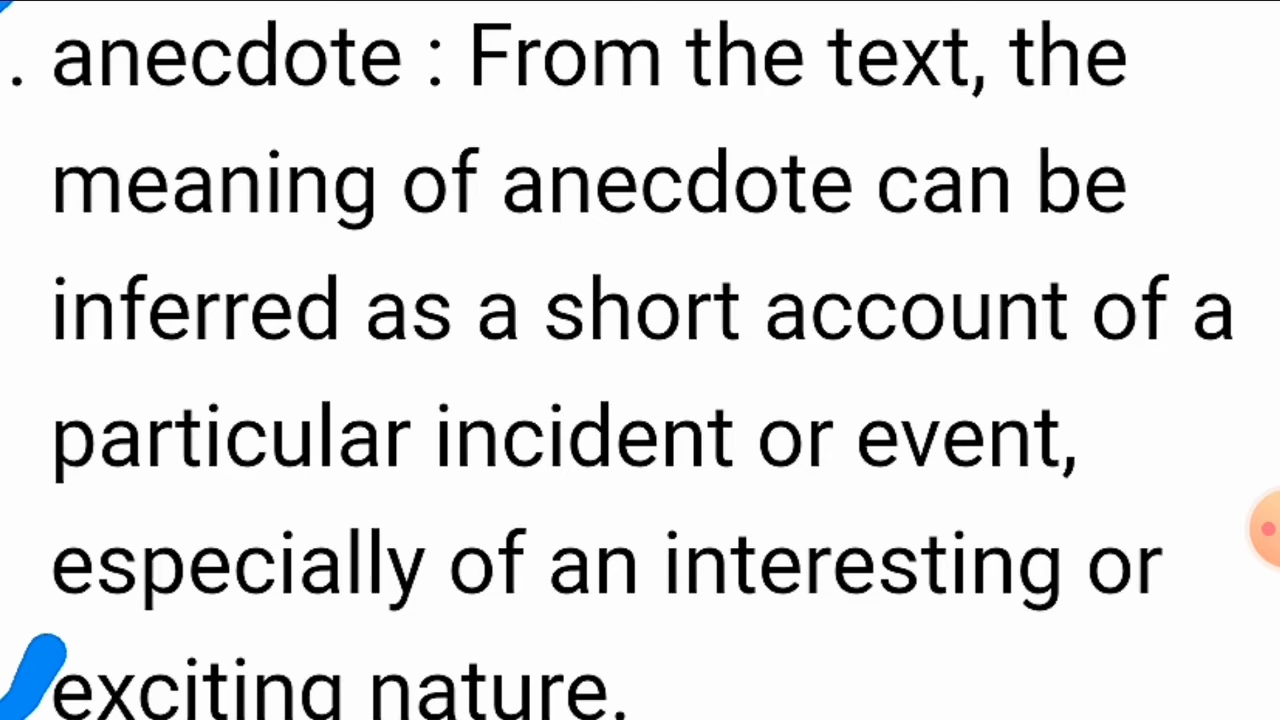 . anecdote : From the text, the
meaning of anecdote can be
inferred as a short account of a
particular incident or event,
especially of an interesting or
exciting nature.